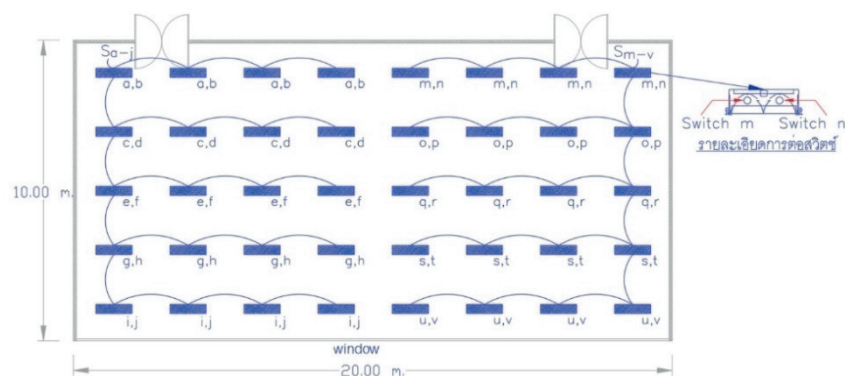 Sa-j Sm-v
a,b a,b a,b a,b m,n m,n m,n m,n
Switch m Switch n
รายละเอียดการต่อสวิตช์
c,d c,d c,d c,d o,p o,p o,p o,p
10.00 m.
e,f e,f e,f e,f q,r q,r q,r q,r
g,h g,h g,h g,h s,t s,t s,t s,t
i,j i,j i,j i,j u,v u,v u,v u,v
window
20.00 m.